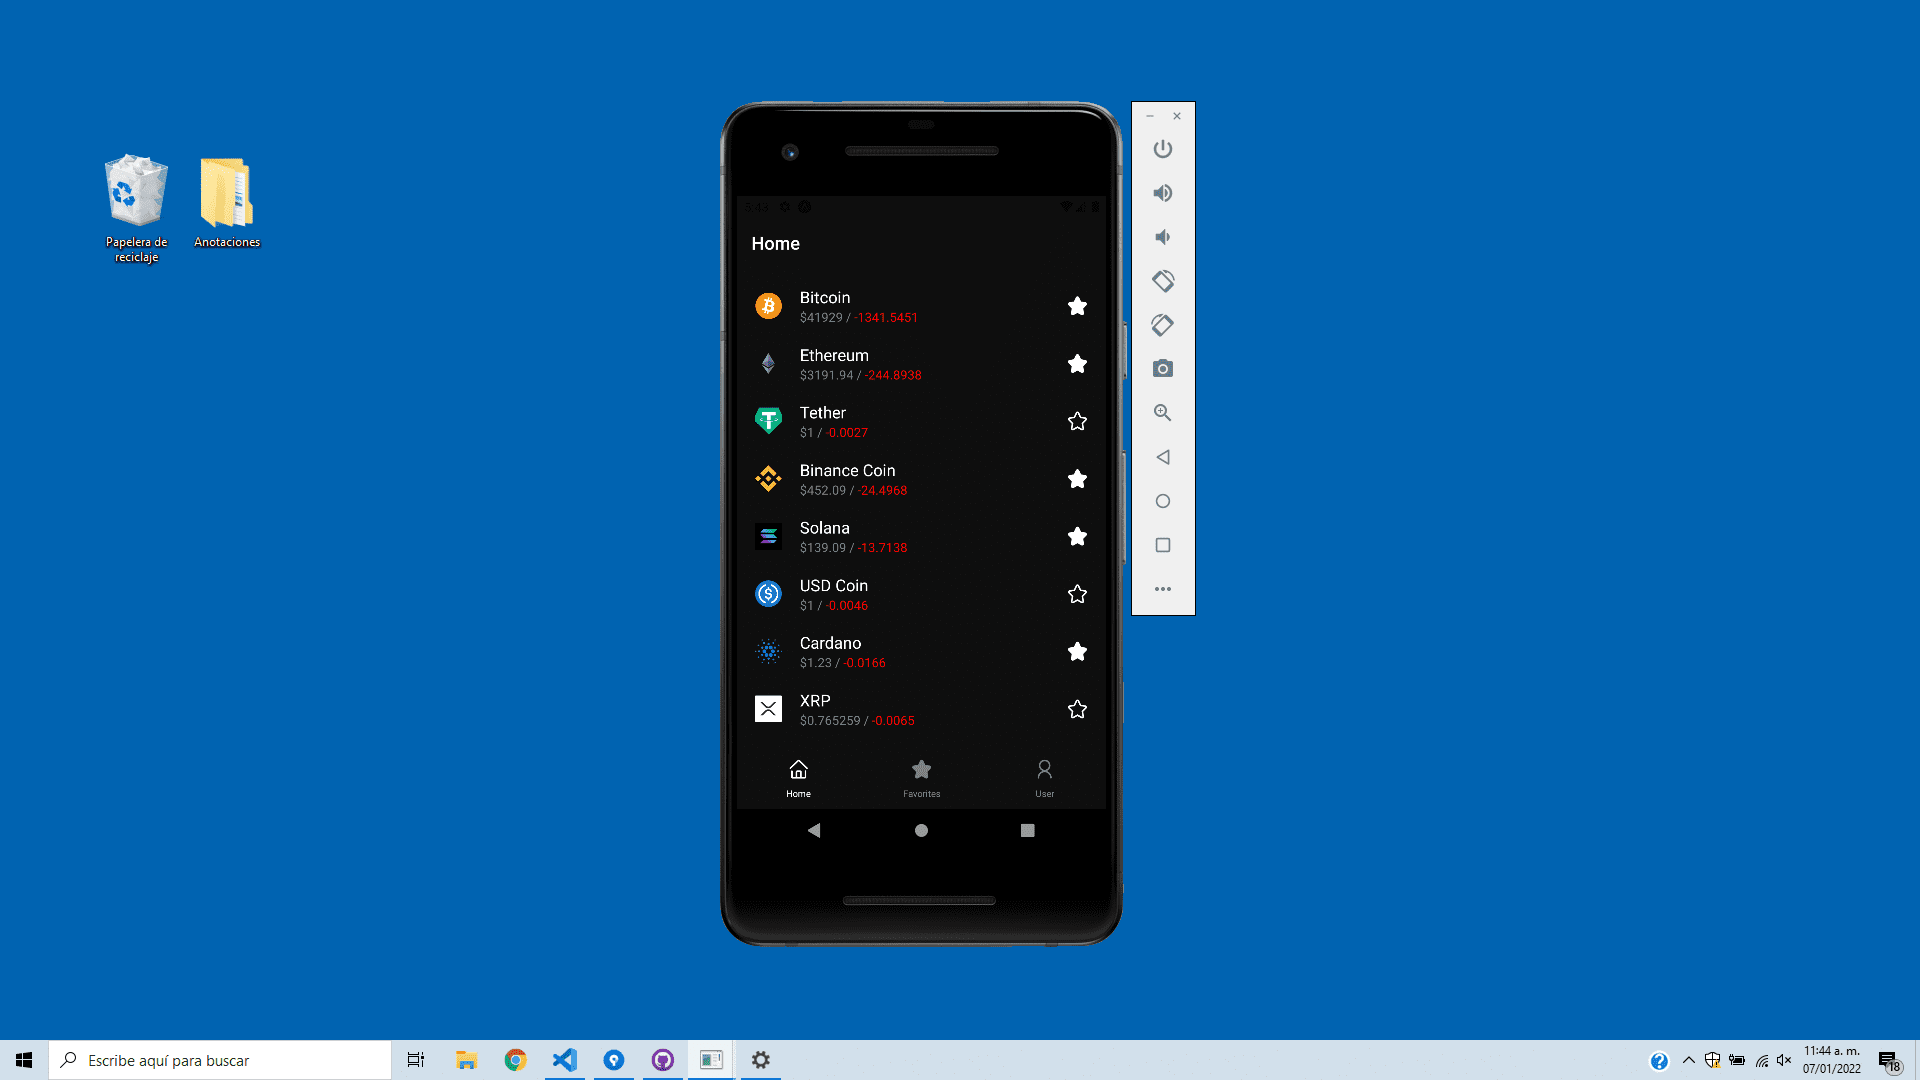 Papelera de
reciclaje
Anotaciones
5:43
Home
Bitcoin
$41929 / -1341.5451
Ethereum
$3191.94 / -244.8938
Tether
$1 / -0.0027
Binance Coin
$452.09 / -24.4968
Solana
$139.09 / -13.7138
USD Coin
$1 / -0.0046
Cardano
$1.23 / -0.0166
XRP
$0.765259 / -0.0065
Home
Favorites
User
Escribe aquí para buscar
11:44 a. m.
07/01/2022
18